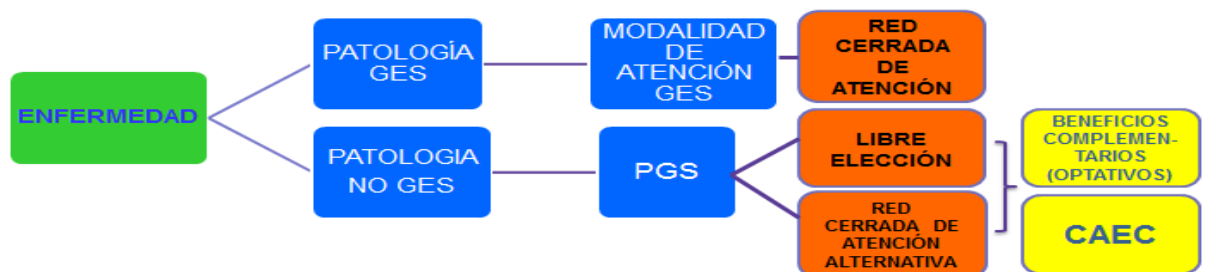 ENFERMEDAD
PATOLOGÍA
GES
MODALIDAD
DE
ATENCIÓN
GES
RED
CERRADA
DE
ATENCIÓN
PATOLOGIA
NO GES
PGS
LIBRE
ELECCIÓN
RED
CERRADA DE
ATENCIÓN
ALTERNATIVA
BENEFICIOS
COMPLEMEN-
TARIOS
(OPTATIVOS)
CAEC